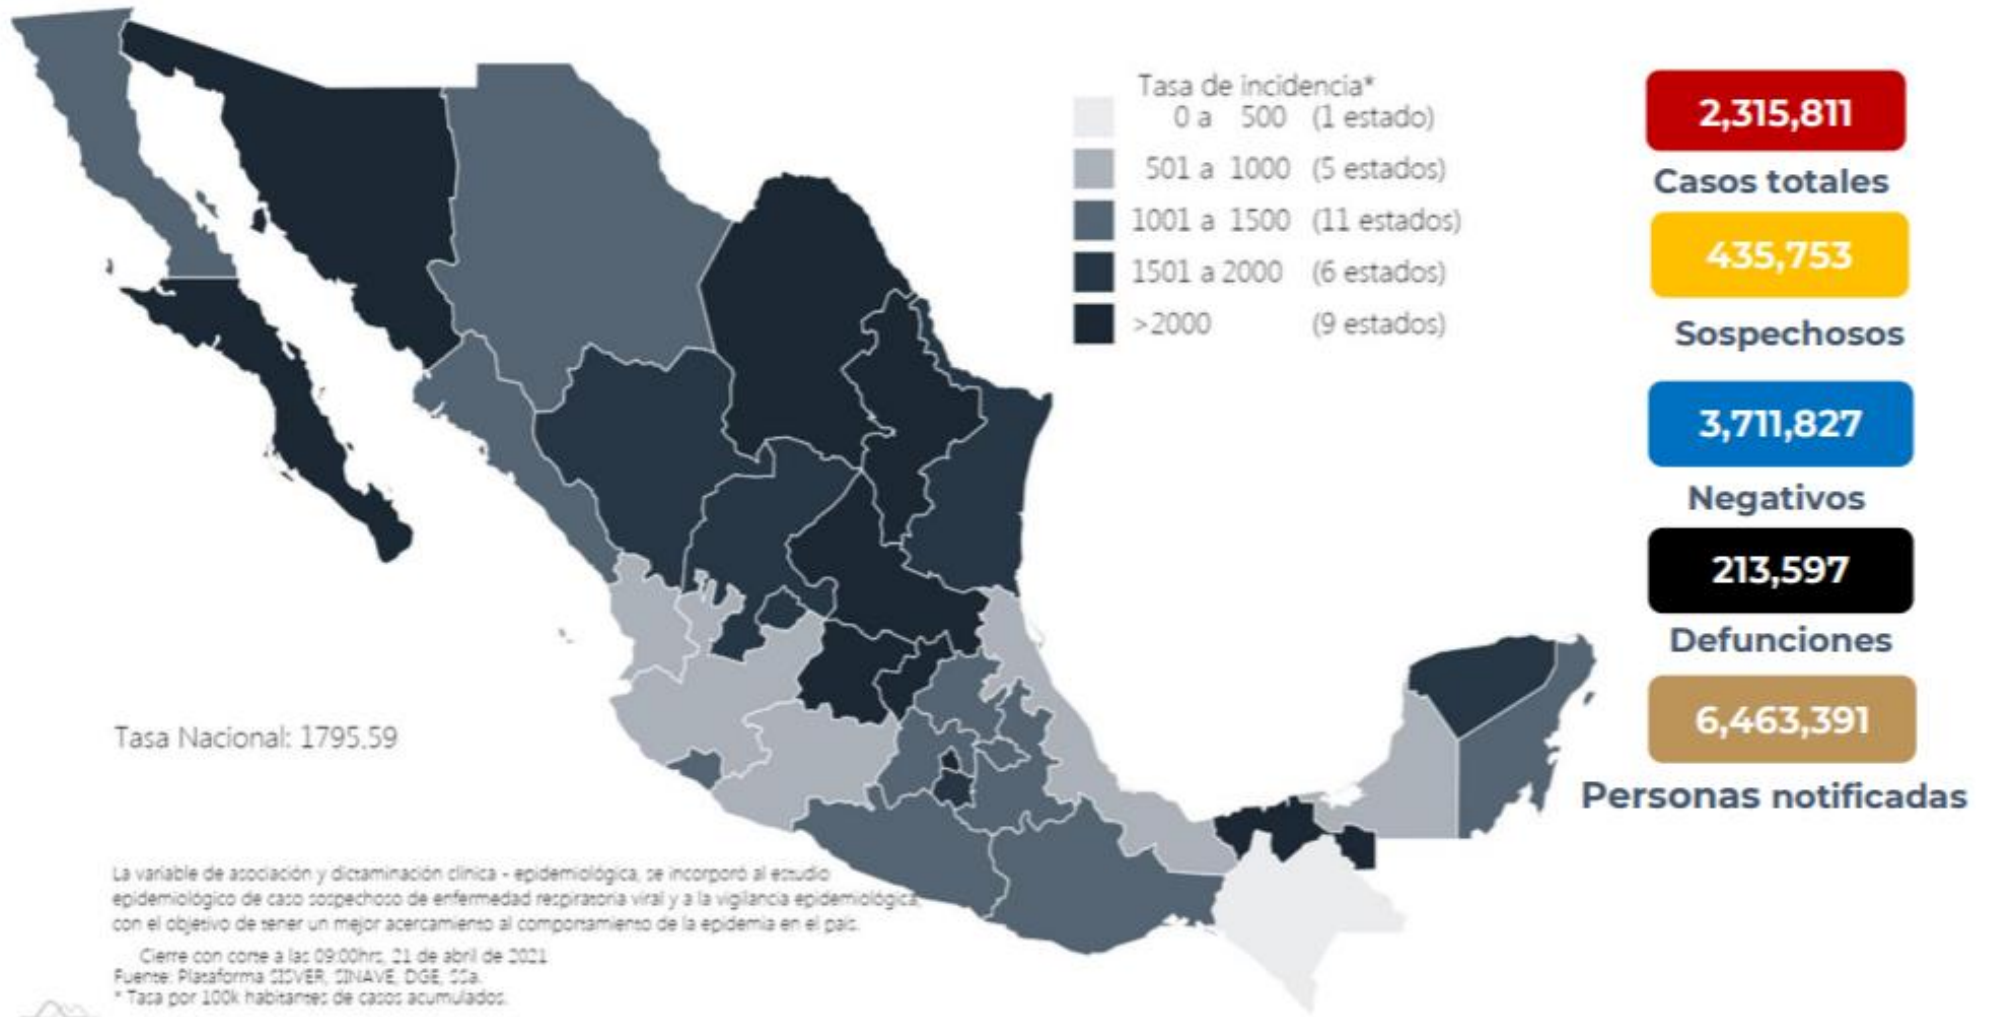 Tasa de incidencia*
0 a 500 (1 estado)
501 a 1000 (5 estados)
1001 a 1500 (11 estados)
1501 a 2000 (6 estados)
>2000 (9 estados)
2,315,811
Casos totales
435,753
Sospechosos
3,711,827
Negativos
213,597
Defunciones
6,463,391
Personas notificadas
Tasa Nacional: 1795.59
La variable de asociación y dictaminación clínica - epidemiológica, se incorporó al estudio
epidemiológico de caso sospechoso de enfermedad respiratoria viral y a la vigilancia epidemiológica,
con el objetivo de tener un mejor acercamiento al comportamiento de la epidemia en el país.
Cierre con corte a las 09:00hrs, 21 de abril de 2021
Fuente: Plataforma SISVER, SINAVE, DGE, SSa.
* Tasa por 100k habitantes de casos acumulados.